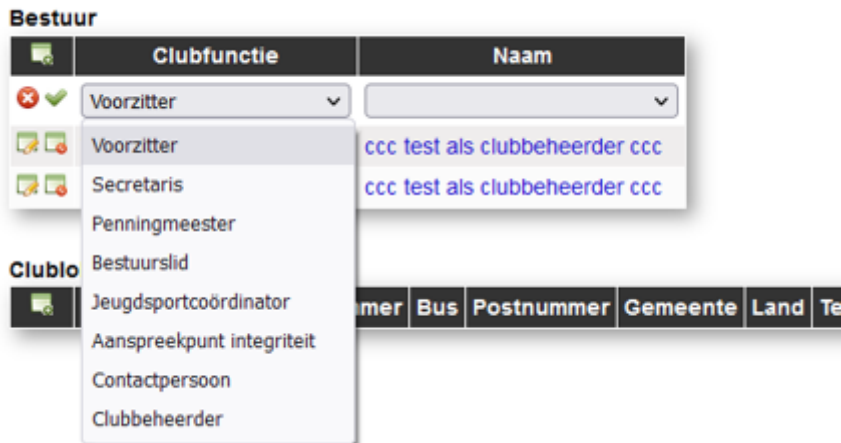 Bestuur
Clubfunctie Naam
Voorzitter
Voorzitter ccc test als clubbeheerder ccc
Secretaris ccc test als clubbeheerder ccc
Penningmeester
Bestuurslid
Clublo
Jeugdsportcoördinator
mer Bus Postnummer Gemeente Land Te
Aanspreekpunt integriteit
Contactpersoon
Clubbeheerder